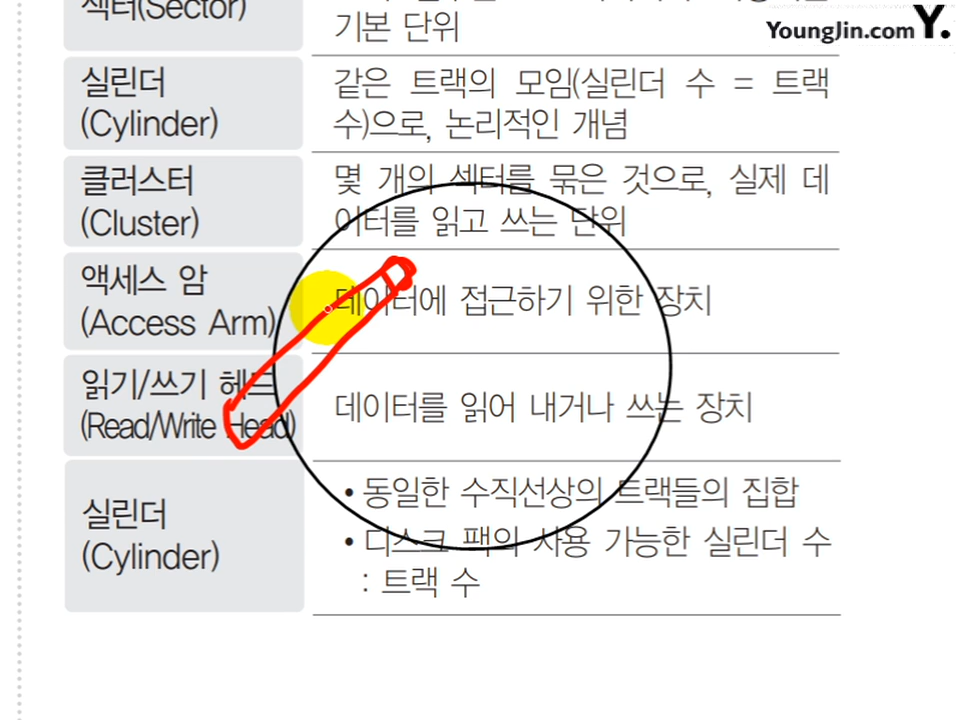 섹터(Sector)
기본 단위
YoungJin.com Y.
실린더
(Cylinder)
같은 트랙의 모임(실린더 수 = 트랙
수)으로, 논리적인 개념
클러스터
(Cluster)
몇 개의 섹터를 묶은 것으로, 실제 데
이터를 읽고 쓰는 단위
액세스 암
(Access Arm)
데이터에 접근하기 위한 장치
읽기/쓰기 헤드
(Read/Write Head)
데이터를 읽어 내거나 쓰는 장치
실린더
(Cylinder)
• 동일한 수직선상의 트랙들의 집합
• 디스크 팩의 사용 가능한 실린더 수
: 트랙 수